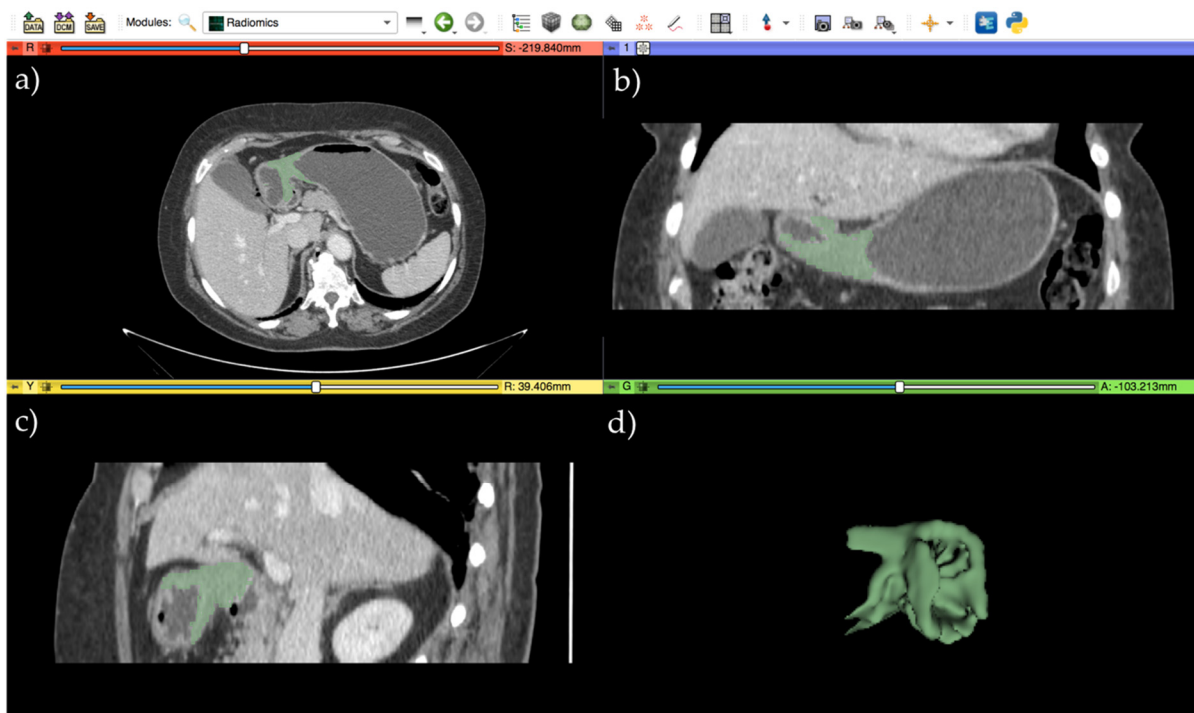 DATA DCM SAVE Modules: Radiomics
R S: -219.840mm 1
a) b)
Y R: 39.406mm G A: -103.213mm
c) d)